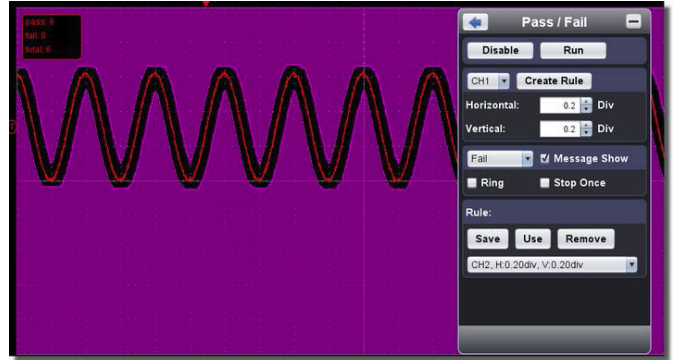 pass: 6
fail: 0
total: 6
Pass / Fail
Disable Run
CH1 Create Rule
Horizontal: 0.2 Div
Vertical: 0.2 Div
Fail Message Show
Ring Stop Once
Rule:
Save Use Remove
CH2, H:0.20div, V:0.20div